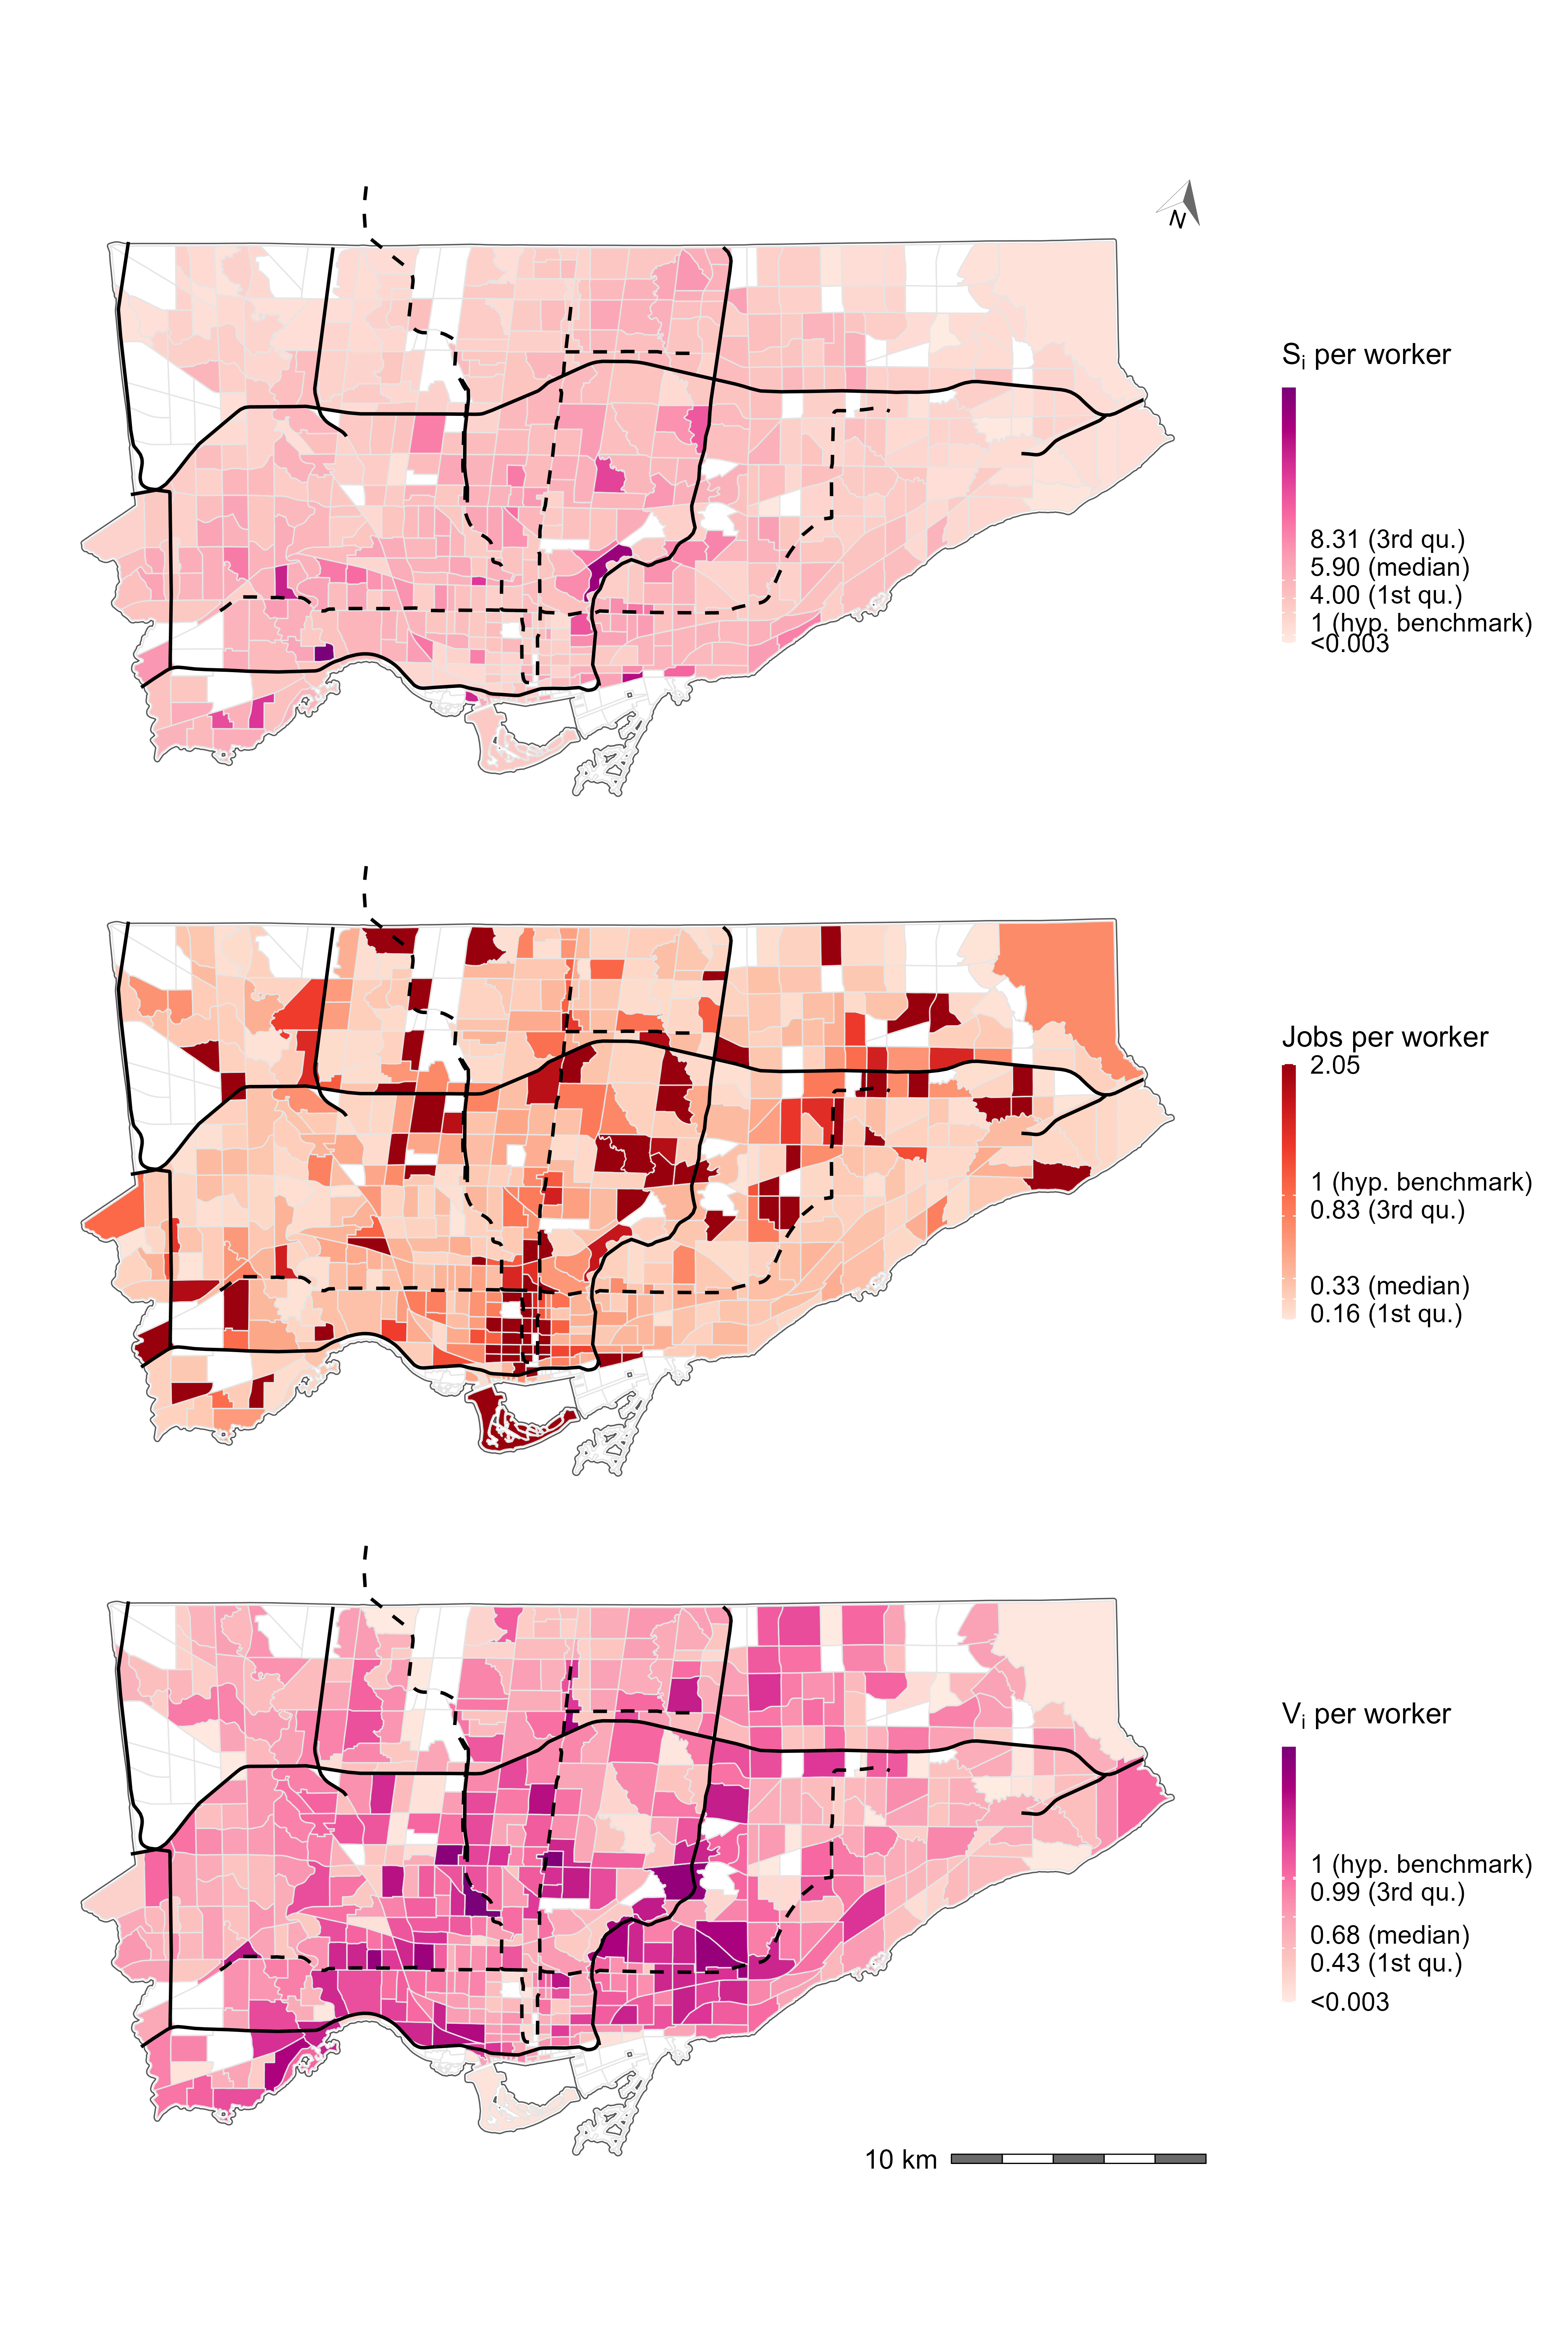 N
Si per worker
8.31 (3rd qu.)
5.90 (median)
4.00 (1st qu.)
1 (hyp. benchmark)
<0.003
Jobs per worker
2.05
1 (hyp. benchmark)
0.83 (3rd qu.)
0.33 (median)
0.16 (1st qu.)
Vi per worker
1 (hyp. benchmark)
0.99 (3rd qu.)
0.68 (median)
0.43 (1st qu.)
<0.003
10 km